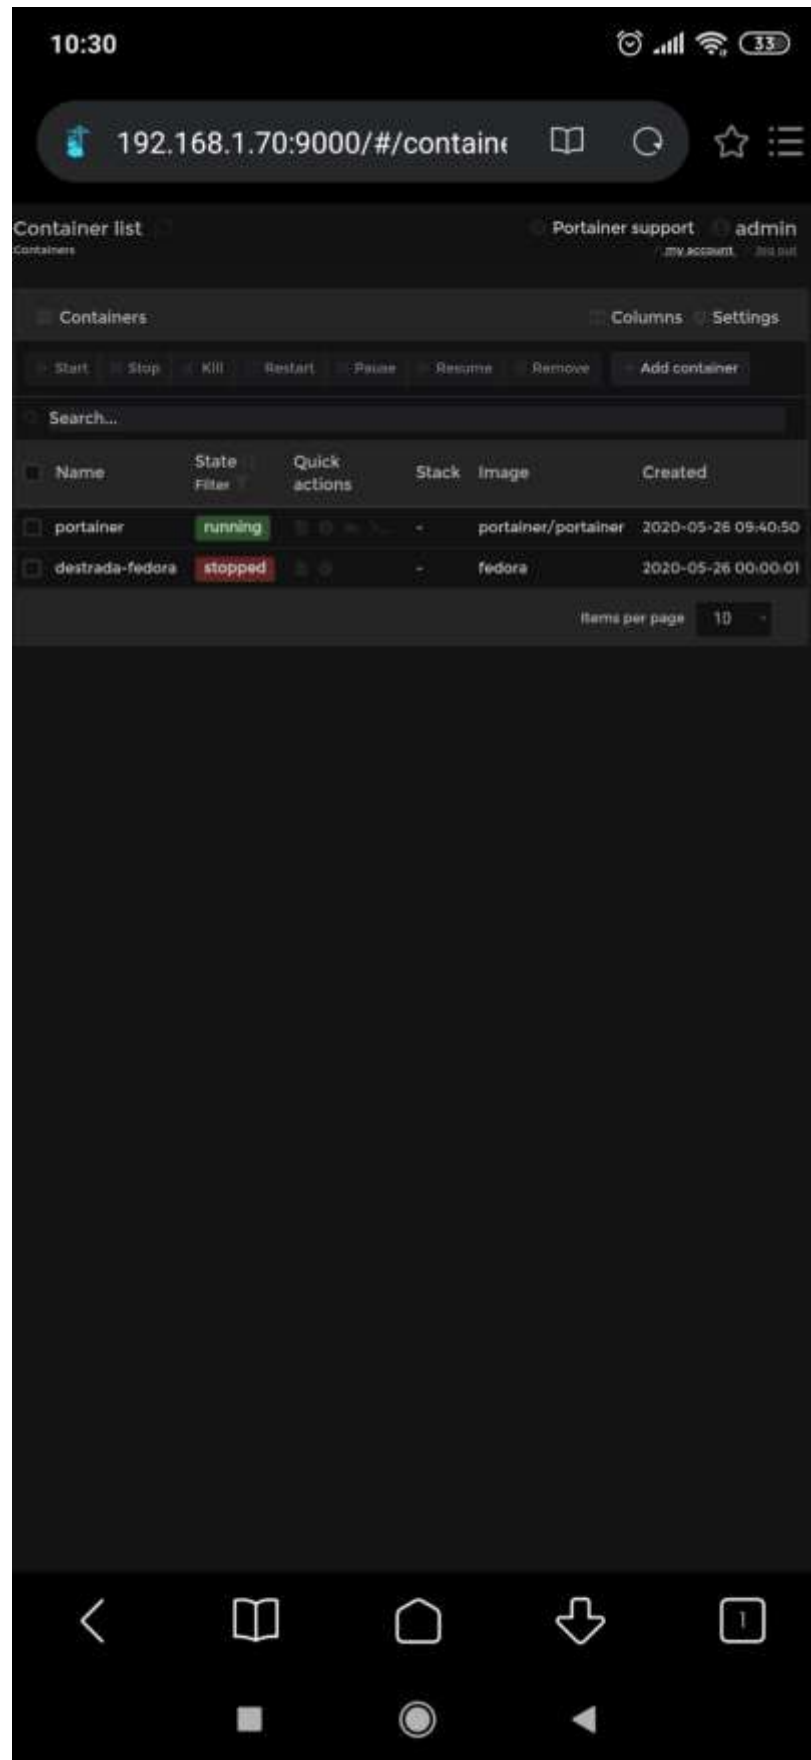 10:30
33
192.168.1.70:9000/#/containe
Container list
Portainer support admin
Containers
my account log out
Containers
Columns Settings
Start Stop Kill Restart Pause Resume Remove Add container
Search...
Name State Filter Quick actions Stack Image Created
portainer running - portainer/portainer 2020-05-26 09:40:50
destrada-fedora stopped - fedora 2020-05-26 00:00:01
Items per page 10
1